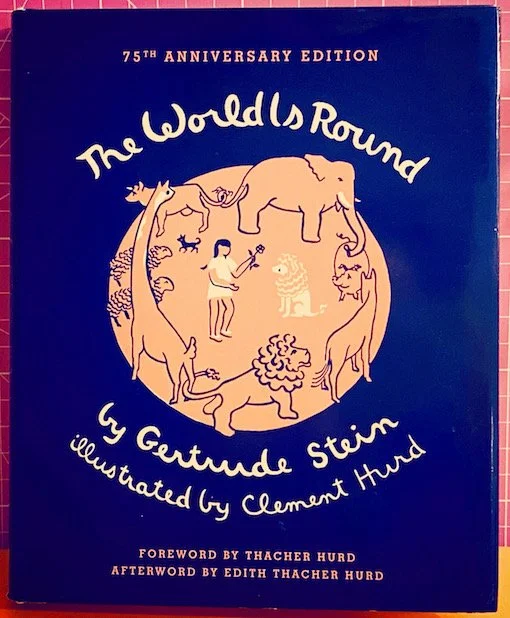 75TH ANNIVERSARY EDITION
The World Is Round
by Gertrude Stein
illustrated by Clement Hurd
FOREWORD BY THACHER HURD
AFTERWORD BY EDITH THACHER HURD